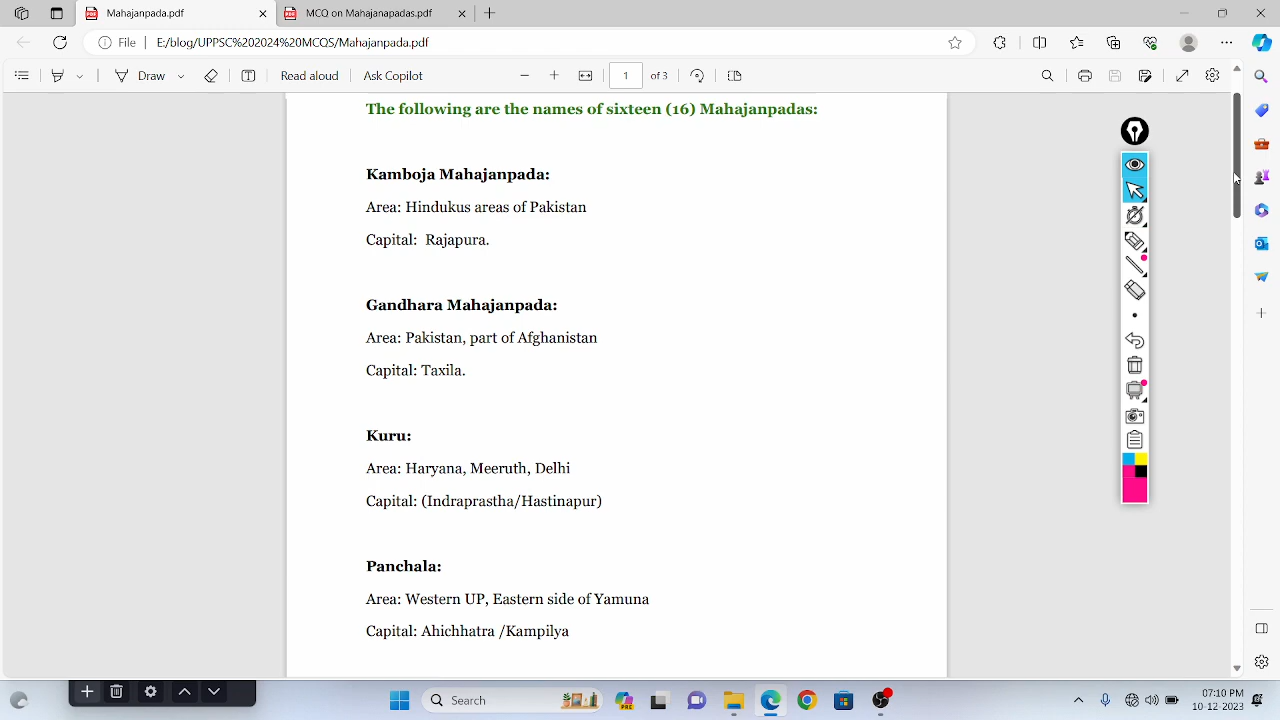 Mahajanpada.pdf
MCQ on Mahajanapadas.pdf
File
E:/blog/UPPSC%202024%20MCQS/Mahajanpada.pdf
Draw
Read aloud
Ask Copilot
1 of 3
The following are the names of sixteen (16) Mahajanpadas:
Kamboja Mahajanpada:
Area: Hindukus areas of Pakistan
Capital: Rajapura.
Gandhara Mahajanpada:
Area: Pakistan, part of Afghanistan
Capital: Taxila.
Kuru:
Area: Haryana, Meeruth, Delhi
Capital: (Indraprastha/Hastinapur)
Panchala:
Area: Western UP, Eastern side of Yamuna
Capital: Ahichhatra /Kampilya
Search
PRE
07:10 PM
10-12-2023